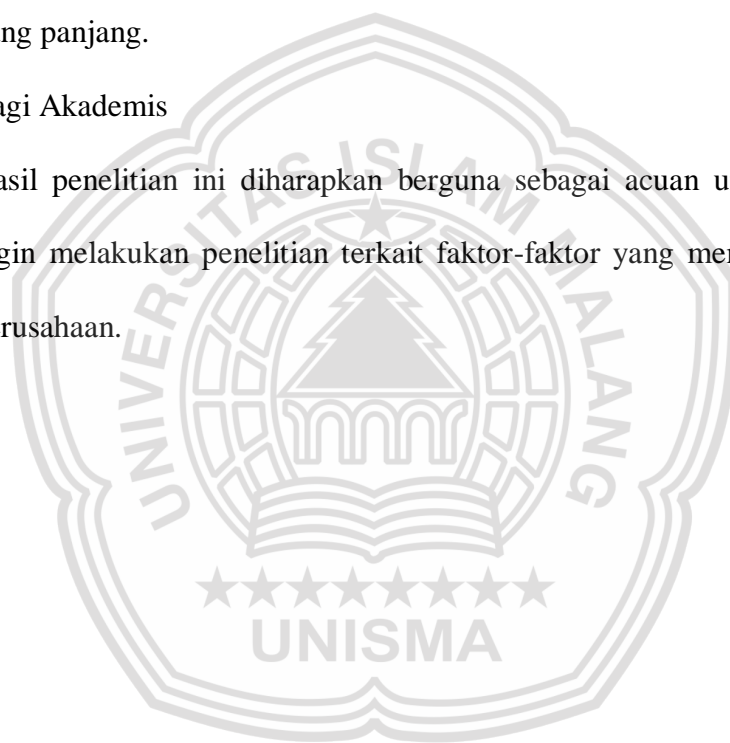 ng panjang.
agi Akademis
asil penelitian ini diharapkan berguna sebagai acuan u
gin melakukan penelitian terkait faktor-faktor yang mer
rusahaan.
UNIVERSITAS ISLAM MALANG
UNISMA